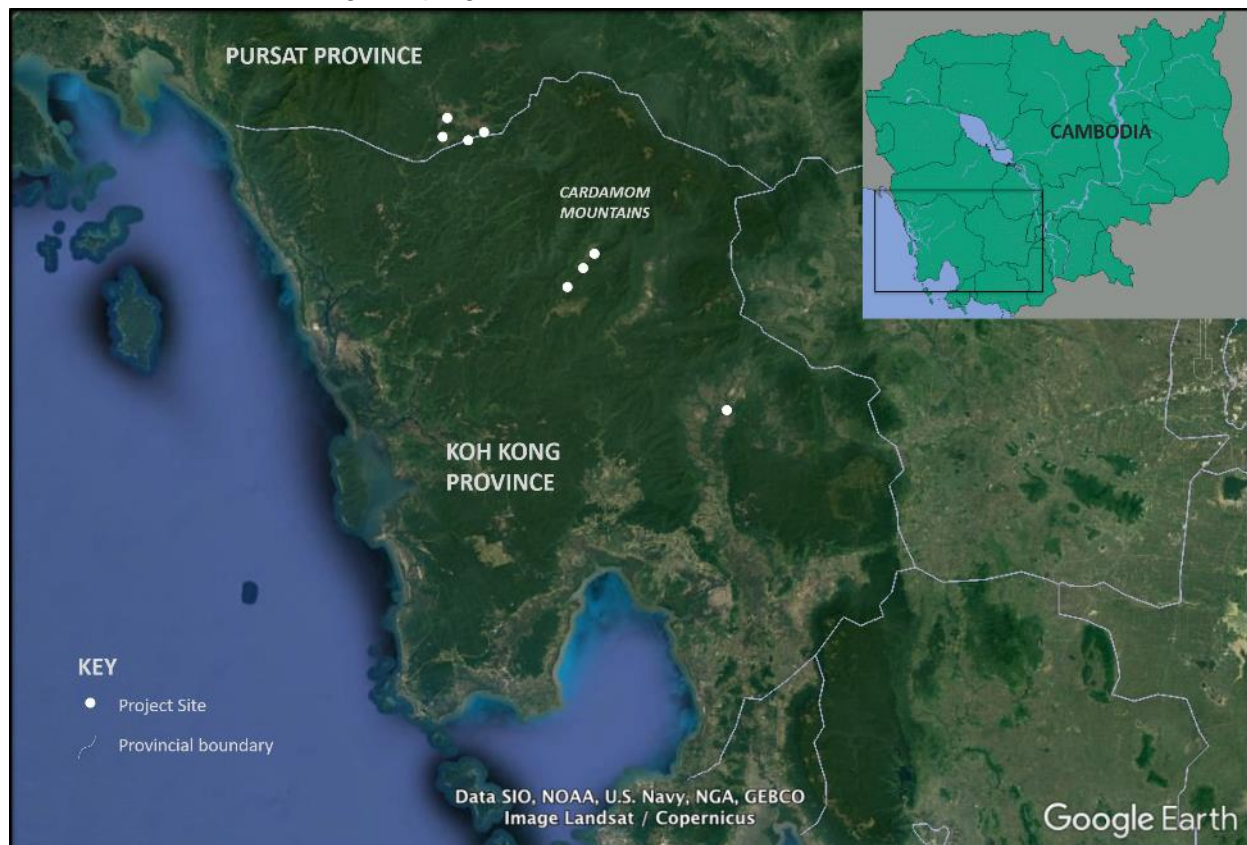 PURSAT PROVINCE
CAMBODIA
CARDAMOM
MOUNTAINS
KOH KONG
PROVINCE
KEY
Project Site
Provincial boundary
Data SIO, NOAA, U.S. Navy, NGA, GEBCO
Image Landsat / Copernicus
Google Earth